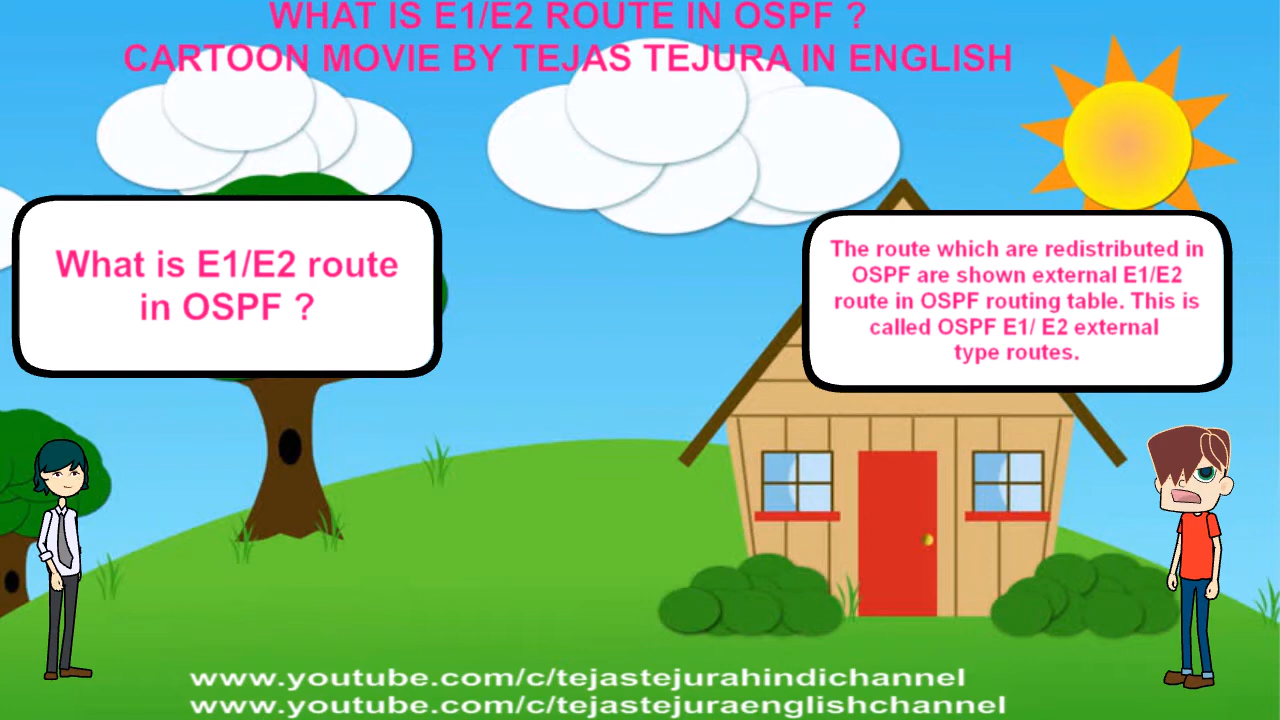 WHAT IS E1/E2 ROUTE IN OSPF ?
CARTOON MOVIE BY TEJAS TEJURA IN ENGLISH
What is E1/E2 route
in OSPF ?
The route which are redistributed in
OSPF are shown external E1/E2
route in OSPF routing table. This is
called OSPF E1/ E2 external
type routes.
www.youtube.com/c/tejastejurahindichannel
www.youtube.com/c/tejastejuraenglishchannel